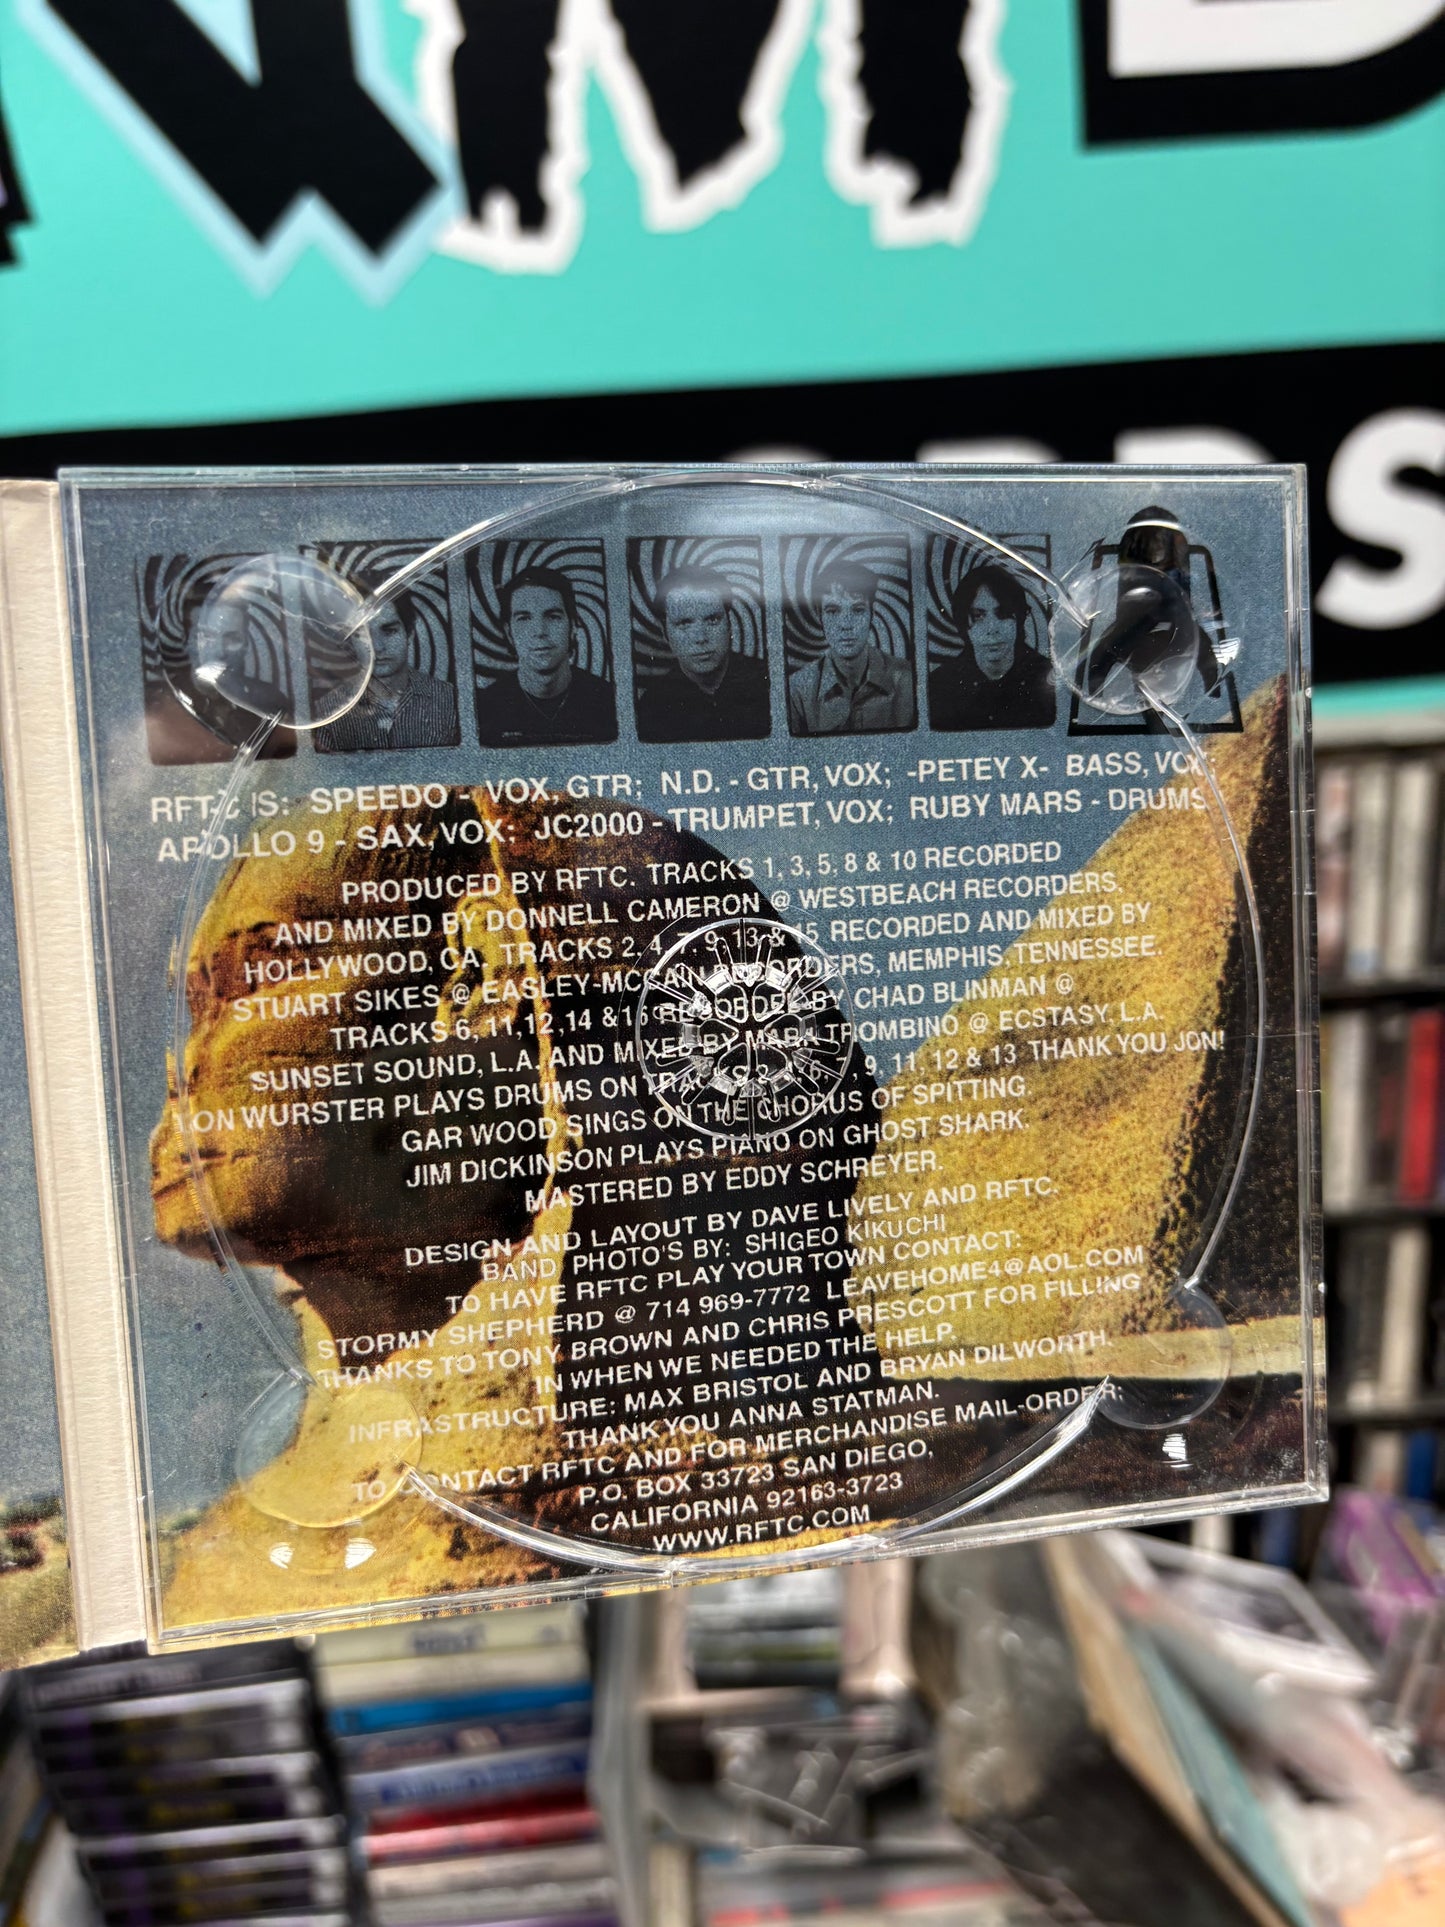 RFTC IS: SPEEDO - VOX, GTR; N.D. - GTR, VOX; -PETEY X- BASS, VOX;
APOLLO 9 - SAX, VOX; JC2000 - TRUMPET, VOX; RUBY MARS - DRUMS
PRODUCED BY RFTC. TRACKS 1, 3, 5, 8 & 10 RECORDED
AND MIXED BY DONNELL CAMERON @ WESTBEACH RECORDERS,
HOLLYWOOD, CA. TRACKS 2, 4, 7, 9, 13 & 15 RECORDED AND MIXED BY
STUART SIKES @ EASLEY-MCCAIN RECORDERS, MEMPHIS, TENNESSEE.
TRACKS 6, 11, 12, 14 & 16 RECORDED BY CHAD BLINMAN @
SUNSET SOUND, L.A. AND MIXED BY MARK TROMBINO @ ECSTASY. L.A.
JON WURSTER PLAYS DRUMS ON TRACKS 2, 4, 6, 7, 9, 11, 12 & 13 THANK YOU JON!
GAR WOOD SINGS ON THE CHORUS OF SPITTING.
JIM DICKINSON PLAYS PIANO ON GHOST SHARK.
MASTERED BY EDDY SCHREYER.
DESIGN AND LAYOUT BY DAVE LIVELY AND RFTC.
BAND PHOTO'S BY: SHIGEO KIKUCHI
TO HAVE RFTC PLAY YOUR TOWN CONTACT:
STORMY SHEPHERD @ 714 969-7772 LEAVEHOME4@AOL.COM
THANKS TO TONY BROWN AND CHRIS PRESCOTT FOR FILLING
IN WHEN WE NEEDED THE HELP.
INFRASTRUCTURE: MAX BRISTOL AND BRYAN DILWORTH.
THANK YOU ANNA STATMAN.
TO CONTACT RFTC AND FOR MERCHANDISE MAIL-ORDER;
P.O. BOX 33723 SAN DIEGO,
CALIFORNIA 92163-3723
WWW.RFTC.COM